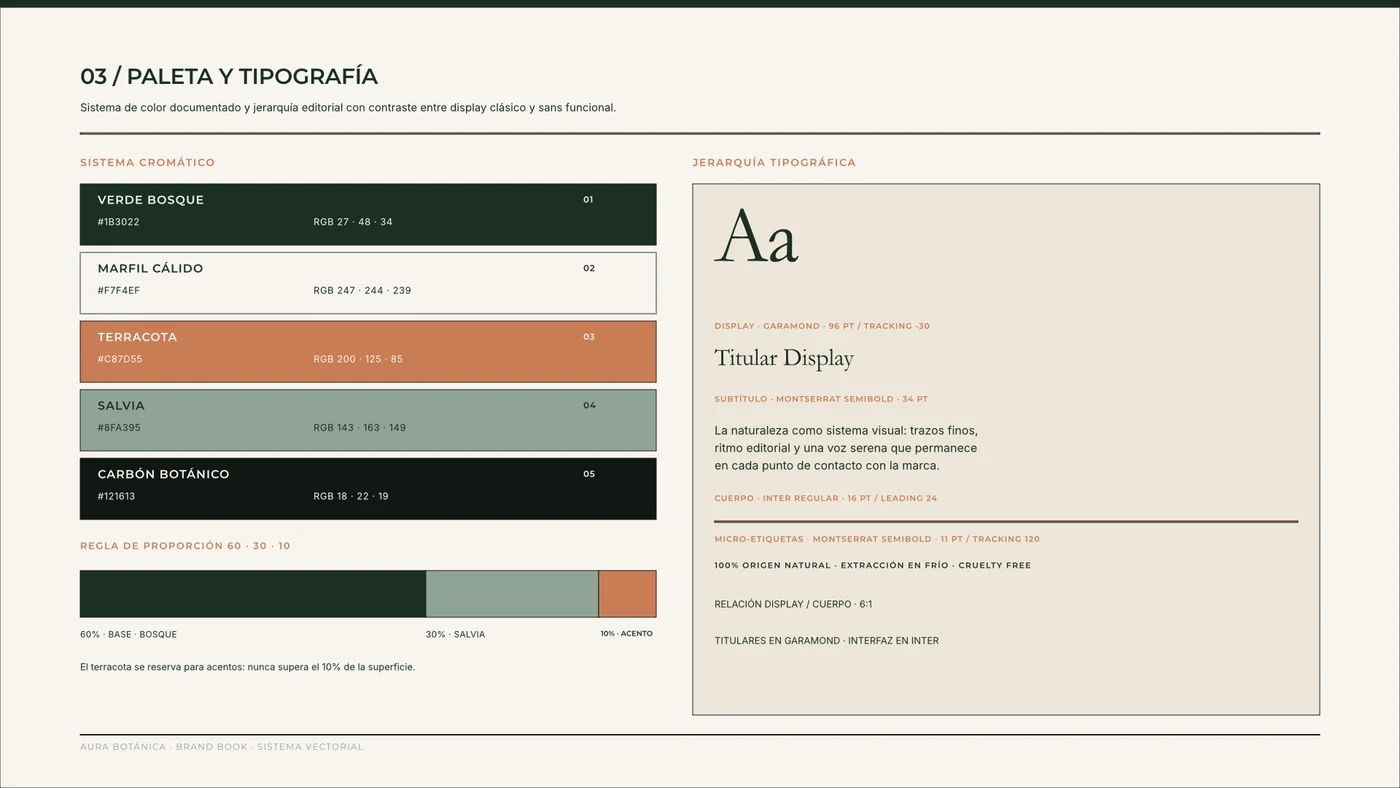 03 / PALETA Y TIPOGRAFÍA
Sistema de color documentado y jerarquía editorial con contraste entre display clásico y sans funcional.
SISTEMA CROMÁTICO
VERDE BOSQUE 01
#1B3022 RGB 27 · 48 · 34
MARFIL CÁLIDO 02
#F7F4EF RGB 247 · 244 · 239
TERRACOTA 03
#C87D55 RGB 200 · 125 · 85
SALVIA 04
#8FA395 RGB 143 · 163 · 149
CARBÓN BOTÁNICO 05
#121613 RGB 18 · 22 · 19
REGLA DE PROPORCIÓN 60 · 30 · 10
60% · BASE · BOSQUE 30% · SALVIA 10% · ACENTO
El terracota se reserva para acentos: nunca supera el 10% de la superficie.
JERARQUÍA TIPOGRÁFICA
Aa
DISPLAY · GARAMOND · 96 PT / TRACKING -30
Titular Display
SUBTÍTULO · MONTSERRAT SEMIBOLD · 34 PT
La naturaleza como sistema visual: trazos finos,
ritmo editorial y una voz serena que permanece
en cada punto de contacto con la marca.
CUERPO · INTER REGULAR · 16 PT / LEADING 24
MICRO-ETIQUETAS · MONTSERRAT SEMIBOLD · 11 PT / TRACKING 120
100% ORIGEN NATURAL · EXTRACCIÓN EN FRÍO · CRUELTY FREE
RELACIÓN DISPLAY / CUERPO · 6:1
TITULARES EN GARAMOND · INTERFAZ EN INTER
AURA BOTÁNICA · BRAND BOOK · SISTEMA VECTORIAL